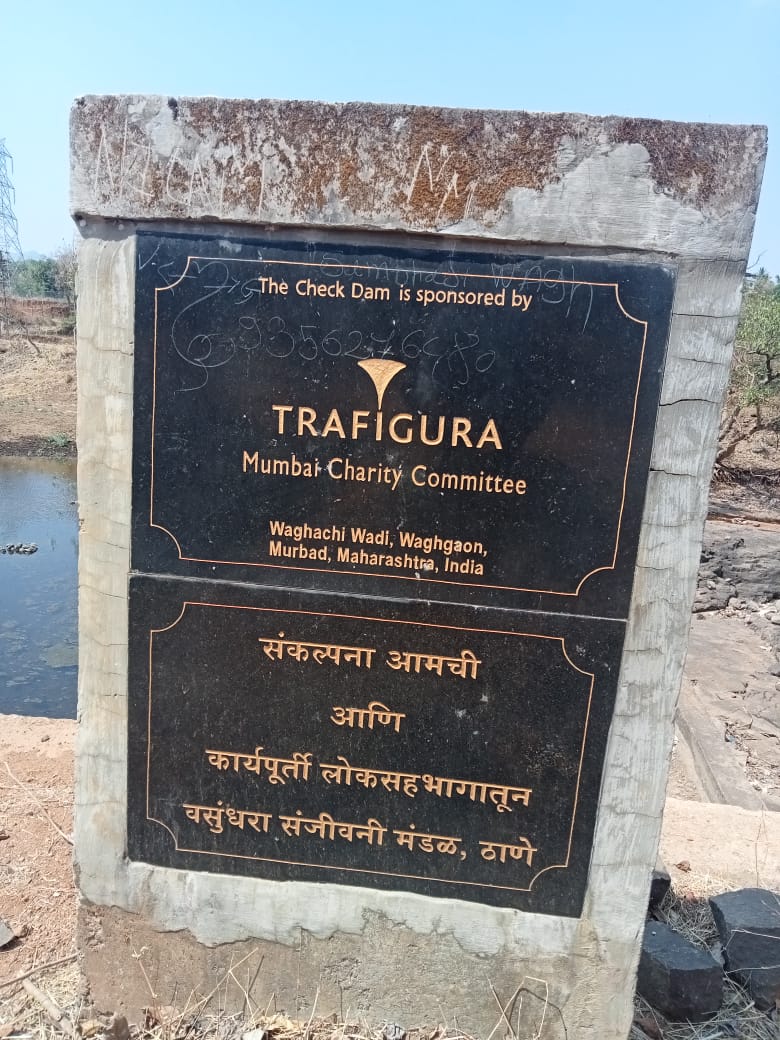 The Check Dam is sponsored by
TRAFIGURA
Mumbai Charity Committee
Waghachi Wadi, Waghgaon,
Murbad, Maharashtra, India
संकल्पना आमची
आणि
कार्यपूर्ती लोकसहभागातून
वसुंधरा संजीवनी मंडळ, ठाणे